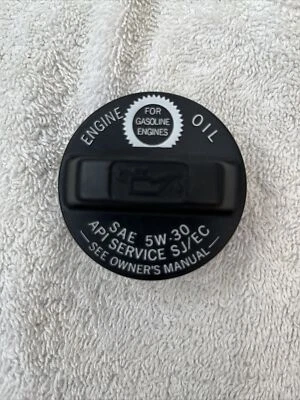 ENGINE OIL
FOR
GASOLINE
ENGINES
SAE 5W-30
API SERVICE SJ/EC
—SEE OWNER'S MANUAL—